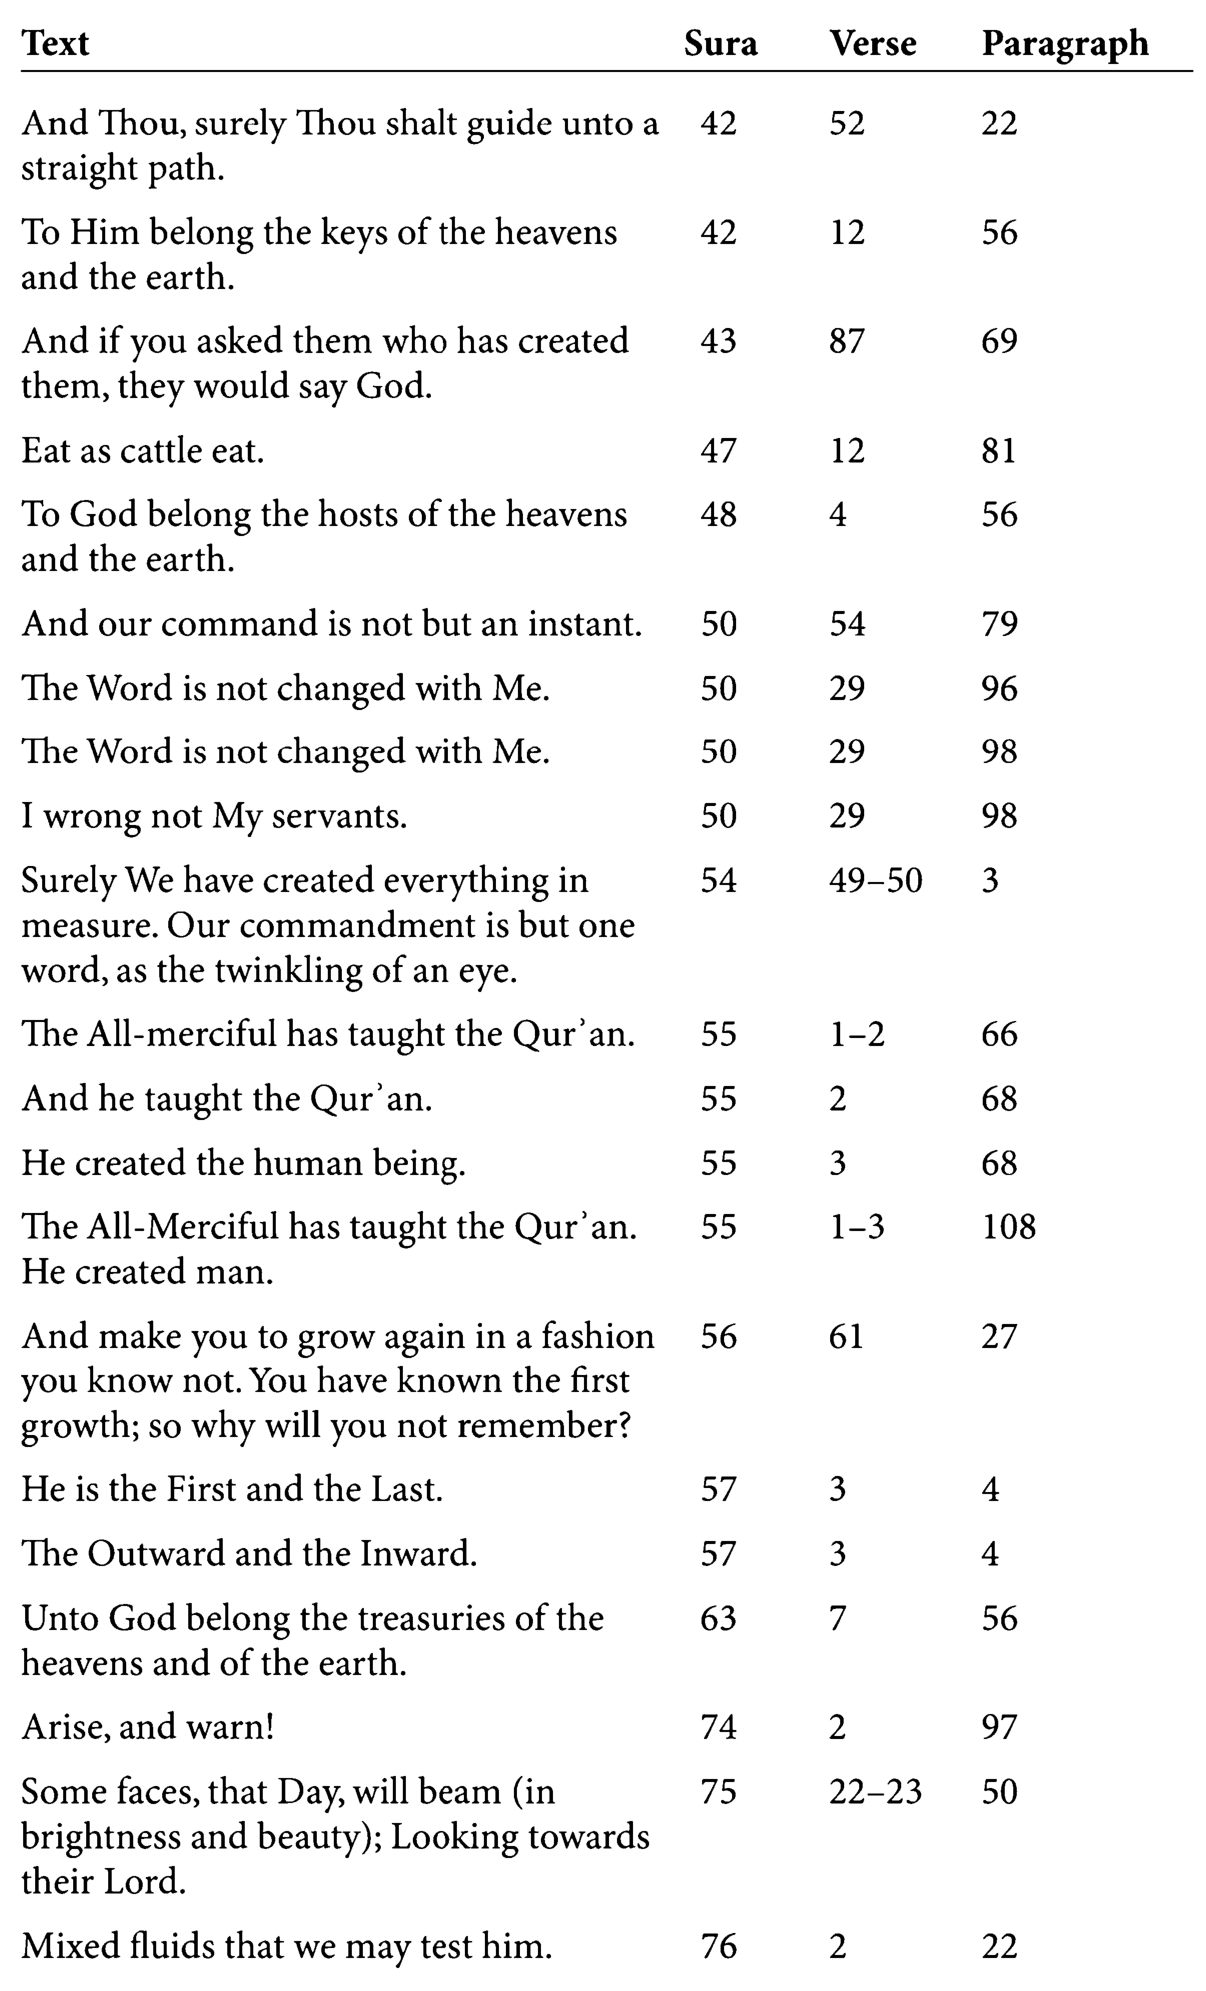 Text Sura Verse Paragraph
And Thou, surely Thou shalt guide unto a 42 52 22
straight path.
To Him belong the keys of the heavens 42 12 56
and the earth.
And if you asked them who has created 43 87 69
them, they would say God.
Eat as cattle eat. 47 12 81
To God belong the hosts of the heavens 48 4 56
and the earth.
And our command is not but an instant. 50 54 79
The Word is not changed with Me. 50 29 96
The Word is not changed with Me. 50 29 98
I wrong not My servants. 50 29 98
Surely We have created everything in 54 49–50 3
measure. Our commandment is but one
word, as the twinkling of an eye.
The All-merciful has taught the Qurʾan. 55 1–2 66
And he taught the Qurʾan. 55 2 68
He created the human being. 55 3 68
The All-Merciful has taught the Qurʾan. 55 1–3 108
He created man.
And make you to grow again in a fashion 56 61 27
you know not. You have known the first
growth; so why will you not remember?
He is the First and the Last. 57 3 4
The Outward and the Inward. 57 3 4
Unto God belong the treasuries of the 63 7 56
heavens and of the earth.
Arise, and warn! 74 2 97
Some faces, that Day, will beam (in 75 22–23 50
brightness and beauty); Looking towards
their Lord.
Mixed fluids that we may test him. 76 2 22